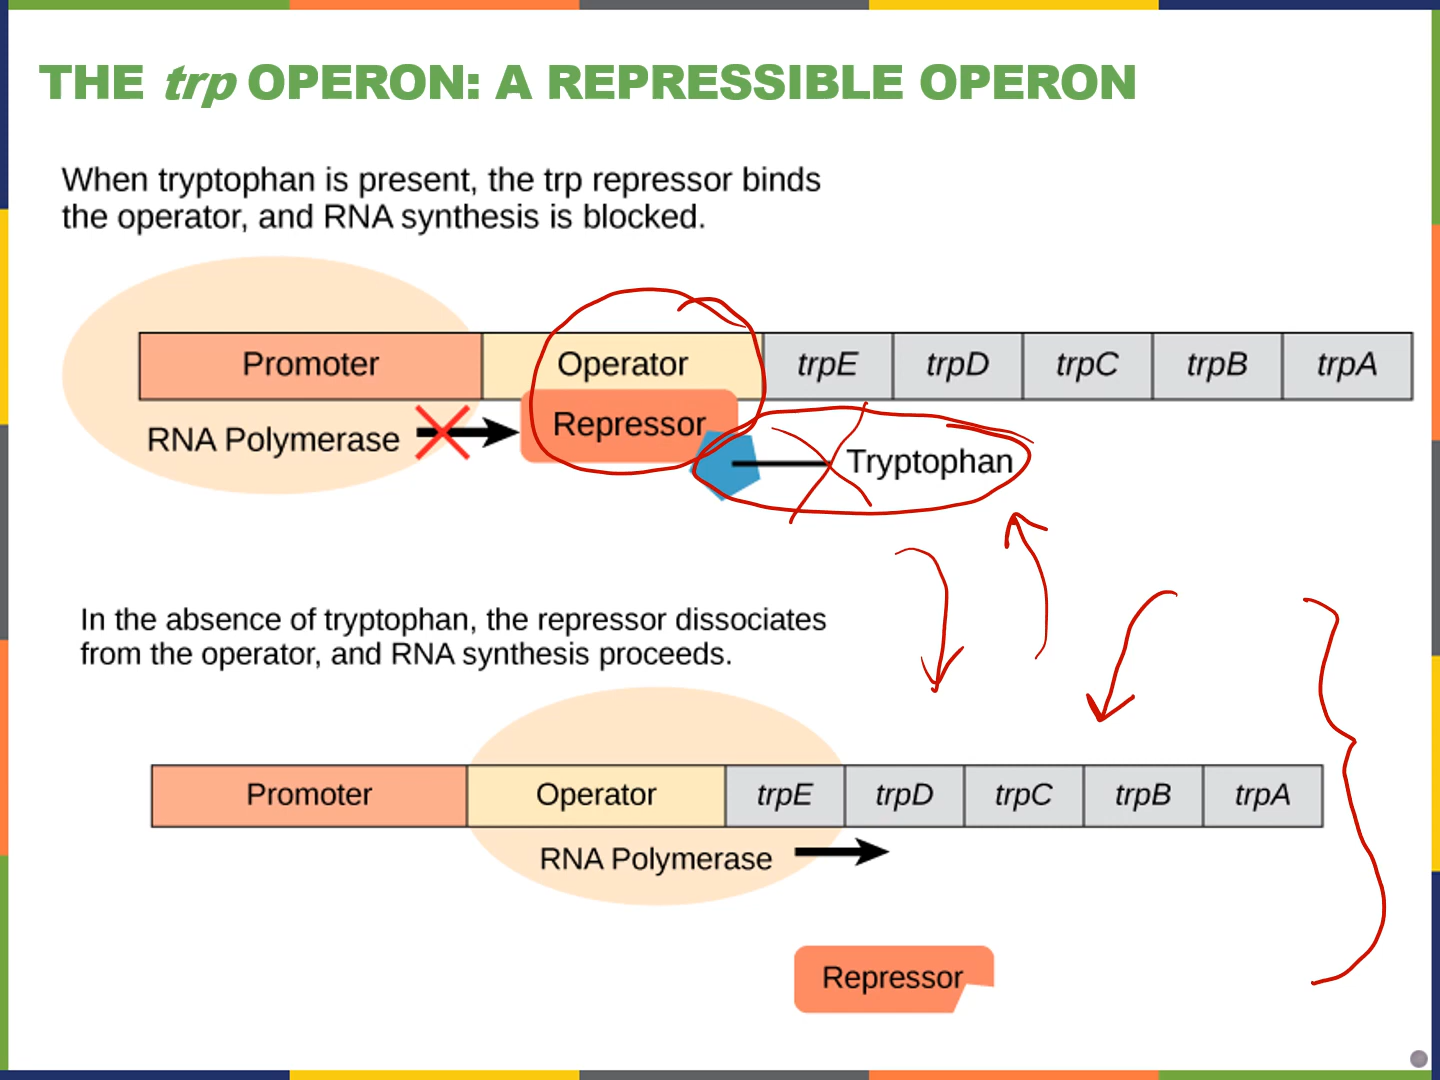 THE trp OPERON: A REPRESSIBLE OPERON
When tryptophan is present, the trp repressor binds
the operator, and RNA synthesis is blocked.
Promoter Operator trpE trpD trpC trpB trpA
RNA Polymerase Repressor
Tryptophan
In the absence of tryptophan, the repressor dissociates
from the operator, and RNA synthesis proceeds.
Promoter Operator trpE trpD trpC trpB trpA
RNA Polymerase
Repressor